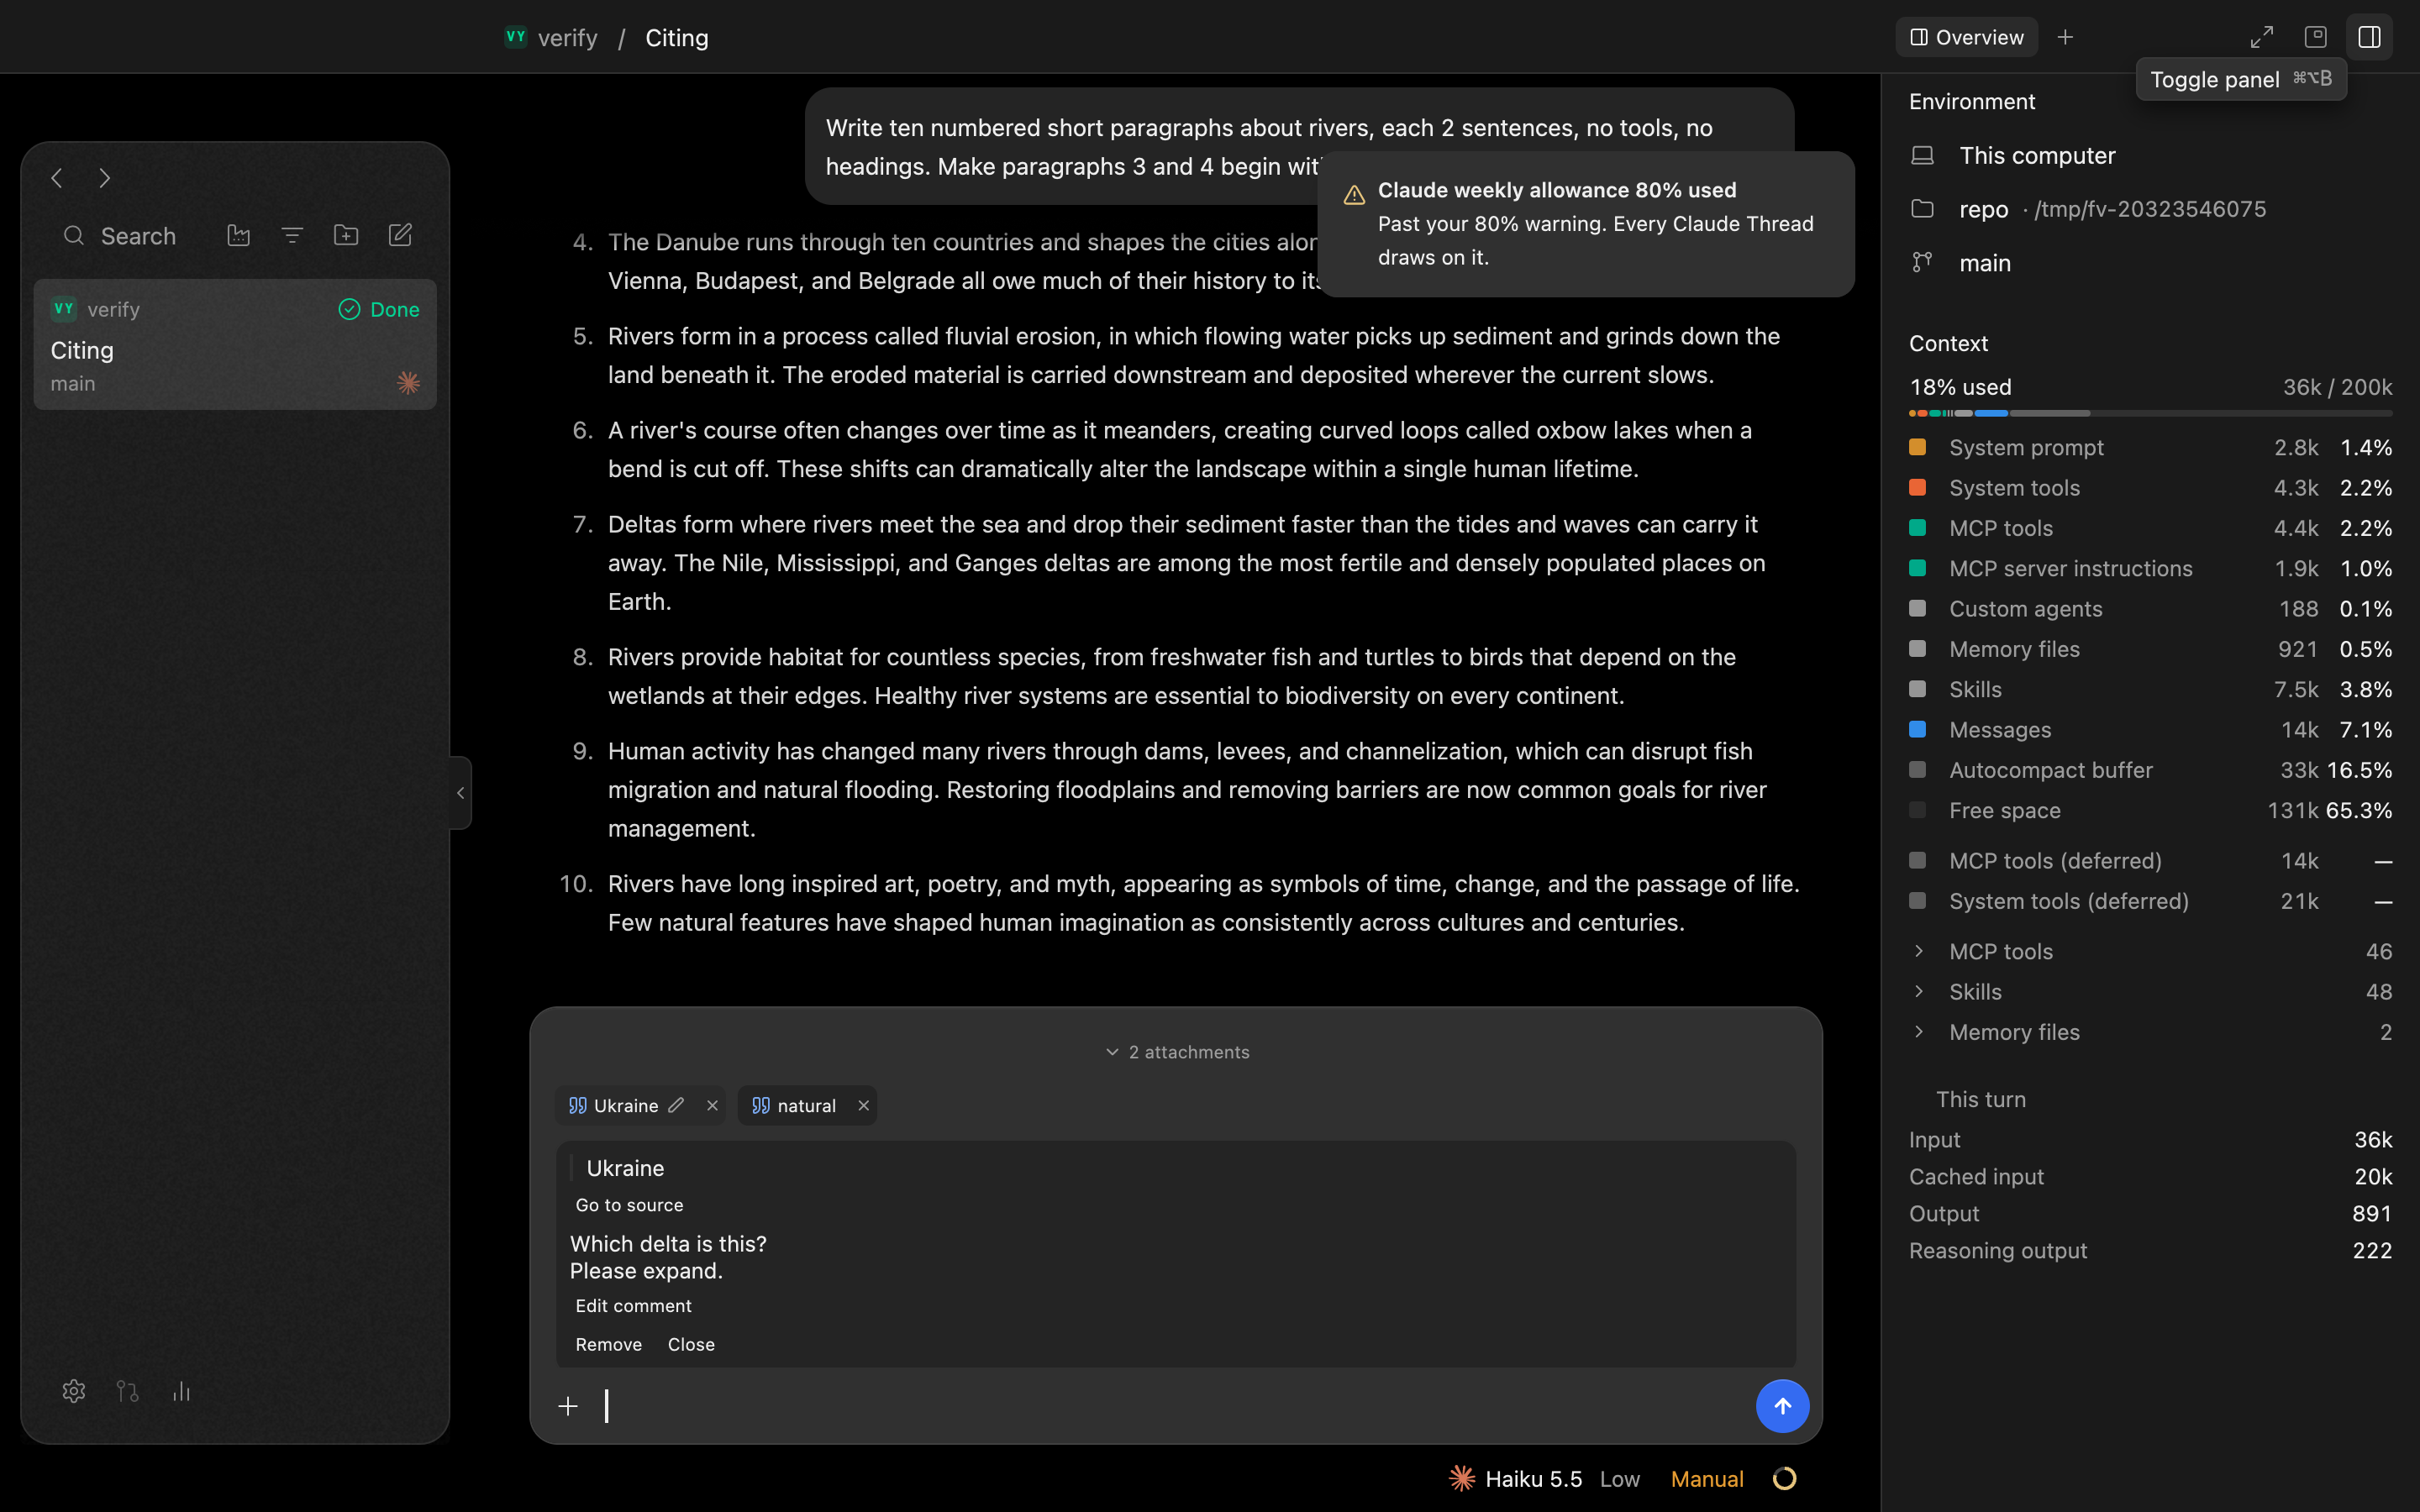 VY verify / Citing
Overview
Toggle panel ⌘⌥B
Search
VY verify
Done
Citing
main
Write ten numbered short paragraphs about rivers, each 2 sentences, no tools, no
headings. Make paragraphs 3 and 4 begin
Claude weekly allowance 80% used
Past your 80% warning. Every Claude Thread
draws on it.
4. The Danube runs through ten countries and shapes the cities
Vienna, Budapest, and Belgrade all owe much of their history to
5. Rivers form in a process called fluvial erosion, in which flowing water picks up sediment and grinds down the
land beneath it. The eroded material is carried downstream and deposited wherever the current slows.
6. A river's course often changes over time as it meanders, creating curved loops called oxbow lakes when a
bend is cut off. These shifts can dramatically alter the landscape within a single human lifetime.
7. Deltas form where rivers meet the sea and drop their sediment faster than the tides and waves can carry it
away. The Nile, Mississippi, and Ganges deltas are among the most fertile and densely populated places on
Earth.
8. Rivers provide habitat for countless species, from freshwater fish and turtles to birds that depend on the
wetlands at their edges. Healthy river systems are essential to biodiversity on every continent.
9. Human activity has changed many rivers through dams, levees, and channelization, which can disrupt fish
migration and natural flooding. Restoring floodplains and removing barriers are now common goals for river
management.
10. Rivers have long inspired art, poetry, and myth, appearing as symbols of time, change, and the passage of life.
Few natural features have shaped human imagination as consistently across cultures and centuries.
2 attachments
Ukraine
natural
Ukraine
Go to source
Which delta is this?
Please expand.
Edit comment
Remove Close
Haiku 5.5 Low Manual
Environment
This computer
repo · /tmp/fv-20323546075
main
Context
18% used 36k / 200k
System prompt 2.8k 1.4%
System tools 4.3k 2.2%
MCP tools 4.4k 2.2%
MCP server instructions 1.9k 1.0%
Custom agents 188 0.1%
Memory files 921 0.5%
Skills 7.5k 3.8%
Messages 14k 7.1%
Autocompact buffer 33k 16.5%
Free space 131k 65.3%
MCP tools (deferred) 14k —
System tools (deferred) 21k —
MCP tools 46
Skills 48
Memory files 2
This turn
Input 36k
Cached input 20k
Output 891
Reasoning output 222